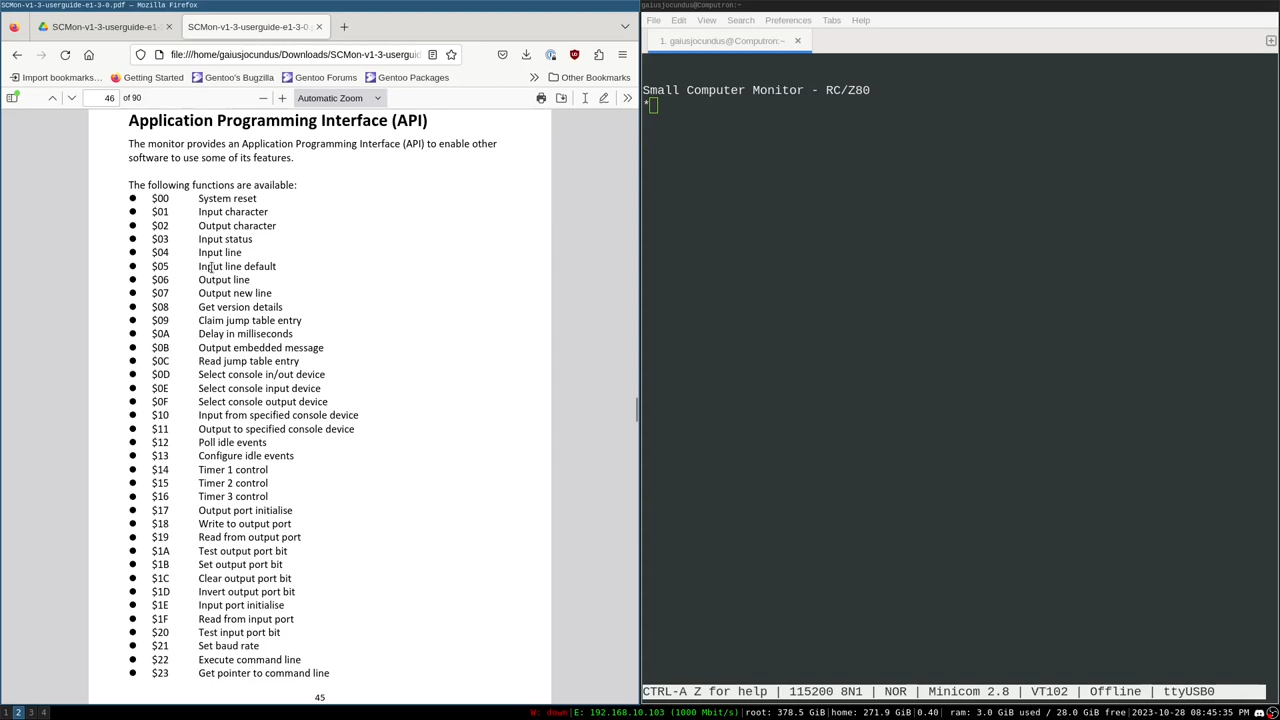 SCMon-v1-3-userguide-e1-3-0.pdf - Mozilla Firefox
SCMon-v1-3-userguide-e1-
SCMon-v1-3-userguide-e1-3-0.p
file:///home/gaiusjocundus/Downloads/SCMon-v1-3-usergui
Import bookmarks…
Getting Started
Gentoo's Bugzilla
Gentoo Forums
Gentoo Packages
Other Bookmarks
46 of 90
Automatic Zoom
Application Programming Interface (API)
The monitor provides an Application Programming Interface (API) to enable other
software to use some of its features.
The following functions are available:
● $00 System reset
● $01 Input character
● $02 Output character
● $03 Input status
● $04 Input line
● $05 Input line default
● $06 Output line
● $07 Output new line
● $08 Get version details
● $09 Claim jump table entry
● $0A Delay in milliseconds
● $0B Output embedded message
● $0C Read jump table entry
● $0D Select console in/out device
● $0E Select console input device
● $0F Select console output device
● $10 Input from specified console device
● $11 Output to specified console device
● $12 Poll idle events
● $13 Configure idle events
● $14 Timer 1 control
● $15 Timer 2 control
● $16 Timer 3 control
● $17 Output port initialise
● $18 Write to output port
● $19 Read from output port
● $1A Test output port bit
● $1B Set output port bit
● $1C Clear output port bit
● $1D Invert output port bit
● $1E Input port initialise
● $1F Read from input port
● $20 Test input port bit
● $21 Set baud rate
● $22 Execute command line
● $23 Get pointer to command line
45
gaiusjocundus@Computron:~
File Edit View Search Preferences Tabs Help
1. gaiusjocundus@Computron:~
Small Computer Monitor - RC/Z80
*
CTRL-A Z for help | 115200 8N1 | NOR | Minicom 2.8 | VT102 | Offline | ttyUSB0
1 2 3 4
W: down|E: 192.168.10.103 (1000 Mbit/s)|root: 378.5 GiB|home: 271.9 GiB|0.40 |ram: 3.0 GiB used / 28.0 GiB free|2023-10-28 08:45:35 PM